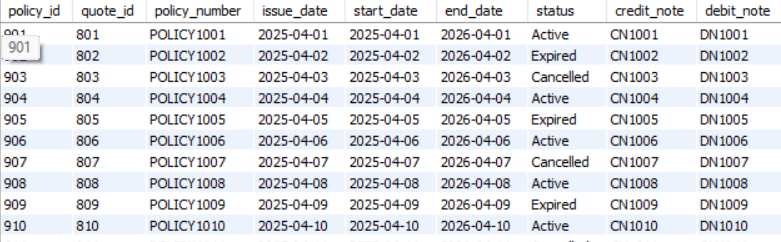 policy_id quote_id policy_number issue_date start_date end_date status credit_note debit_note
901 801 POLICY1001 2025-04-01 2025-04-01 2026-04-01 Active CN1001 DN1001
901
802 POLICY1002 2025-04-02 2025-04-02 2026-04-02 Expired CN1002 DN1002
903 803 POLICY1003 2025-04-03 2025-04-03 2026-04-03 Cancelled CN1003 DN1003
904 804 POLICY1004 2025-04-04 2025-04-04 2026-04-04 Active CN1004 DN1004
905 805 POLICY1005 2025-04-05 2025-04-05 2026-04-05 Expired CN1005 DN1005
906 806 POLICY1006 2025-04-06 2025-04-06 2026-04-06 Active CN1006 DN1006
907 807 POLICY1007 2025-04-07 2025-04-07 2026-04-07 Cancelled CN1007 DN1007
908 808 POLICY1008 2025-04-08 2025-04-08 2026-04-08 Active CN1008 DN1008
909 809 POLICY1009 2025-04-09 2025-04-09 2026-04-09 Expired CN1009 DN1009
910 810 POLICY1010 2025-04-10 2025-04-10 2026-04-10 Active CN1010 DN1010